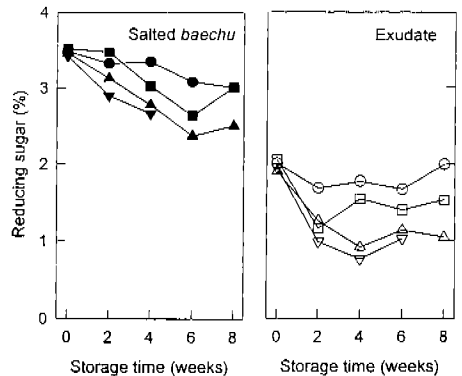 Salted baechu
Exudate
Reducing sugar (%)
4
3
2
1
0
0 2 4 6 8
0 2 4 6 8
Storage time (weeks)
Storage time (weeks)